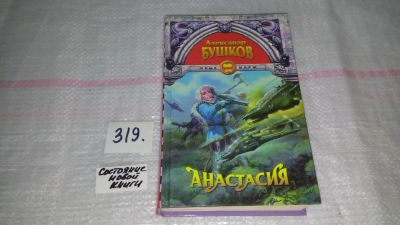 Александр
БУШКОВ
АНАСТАСИЯ
319.
Состояние
новой
книги